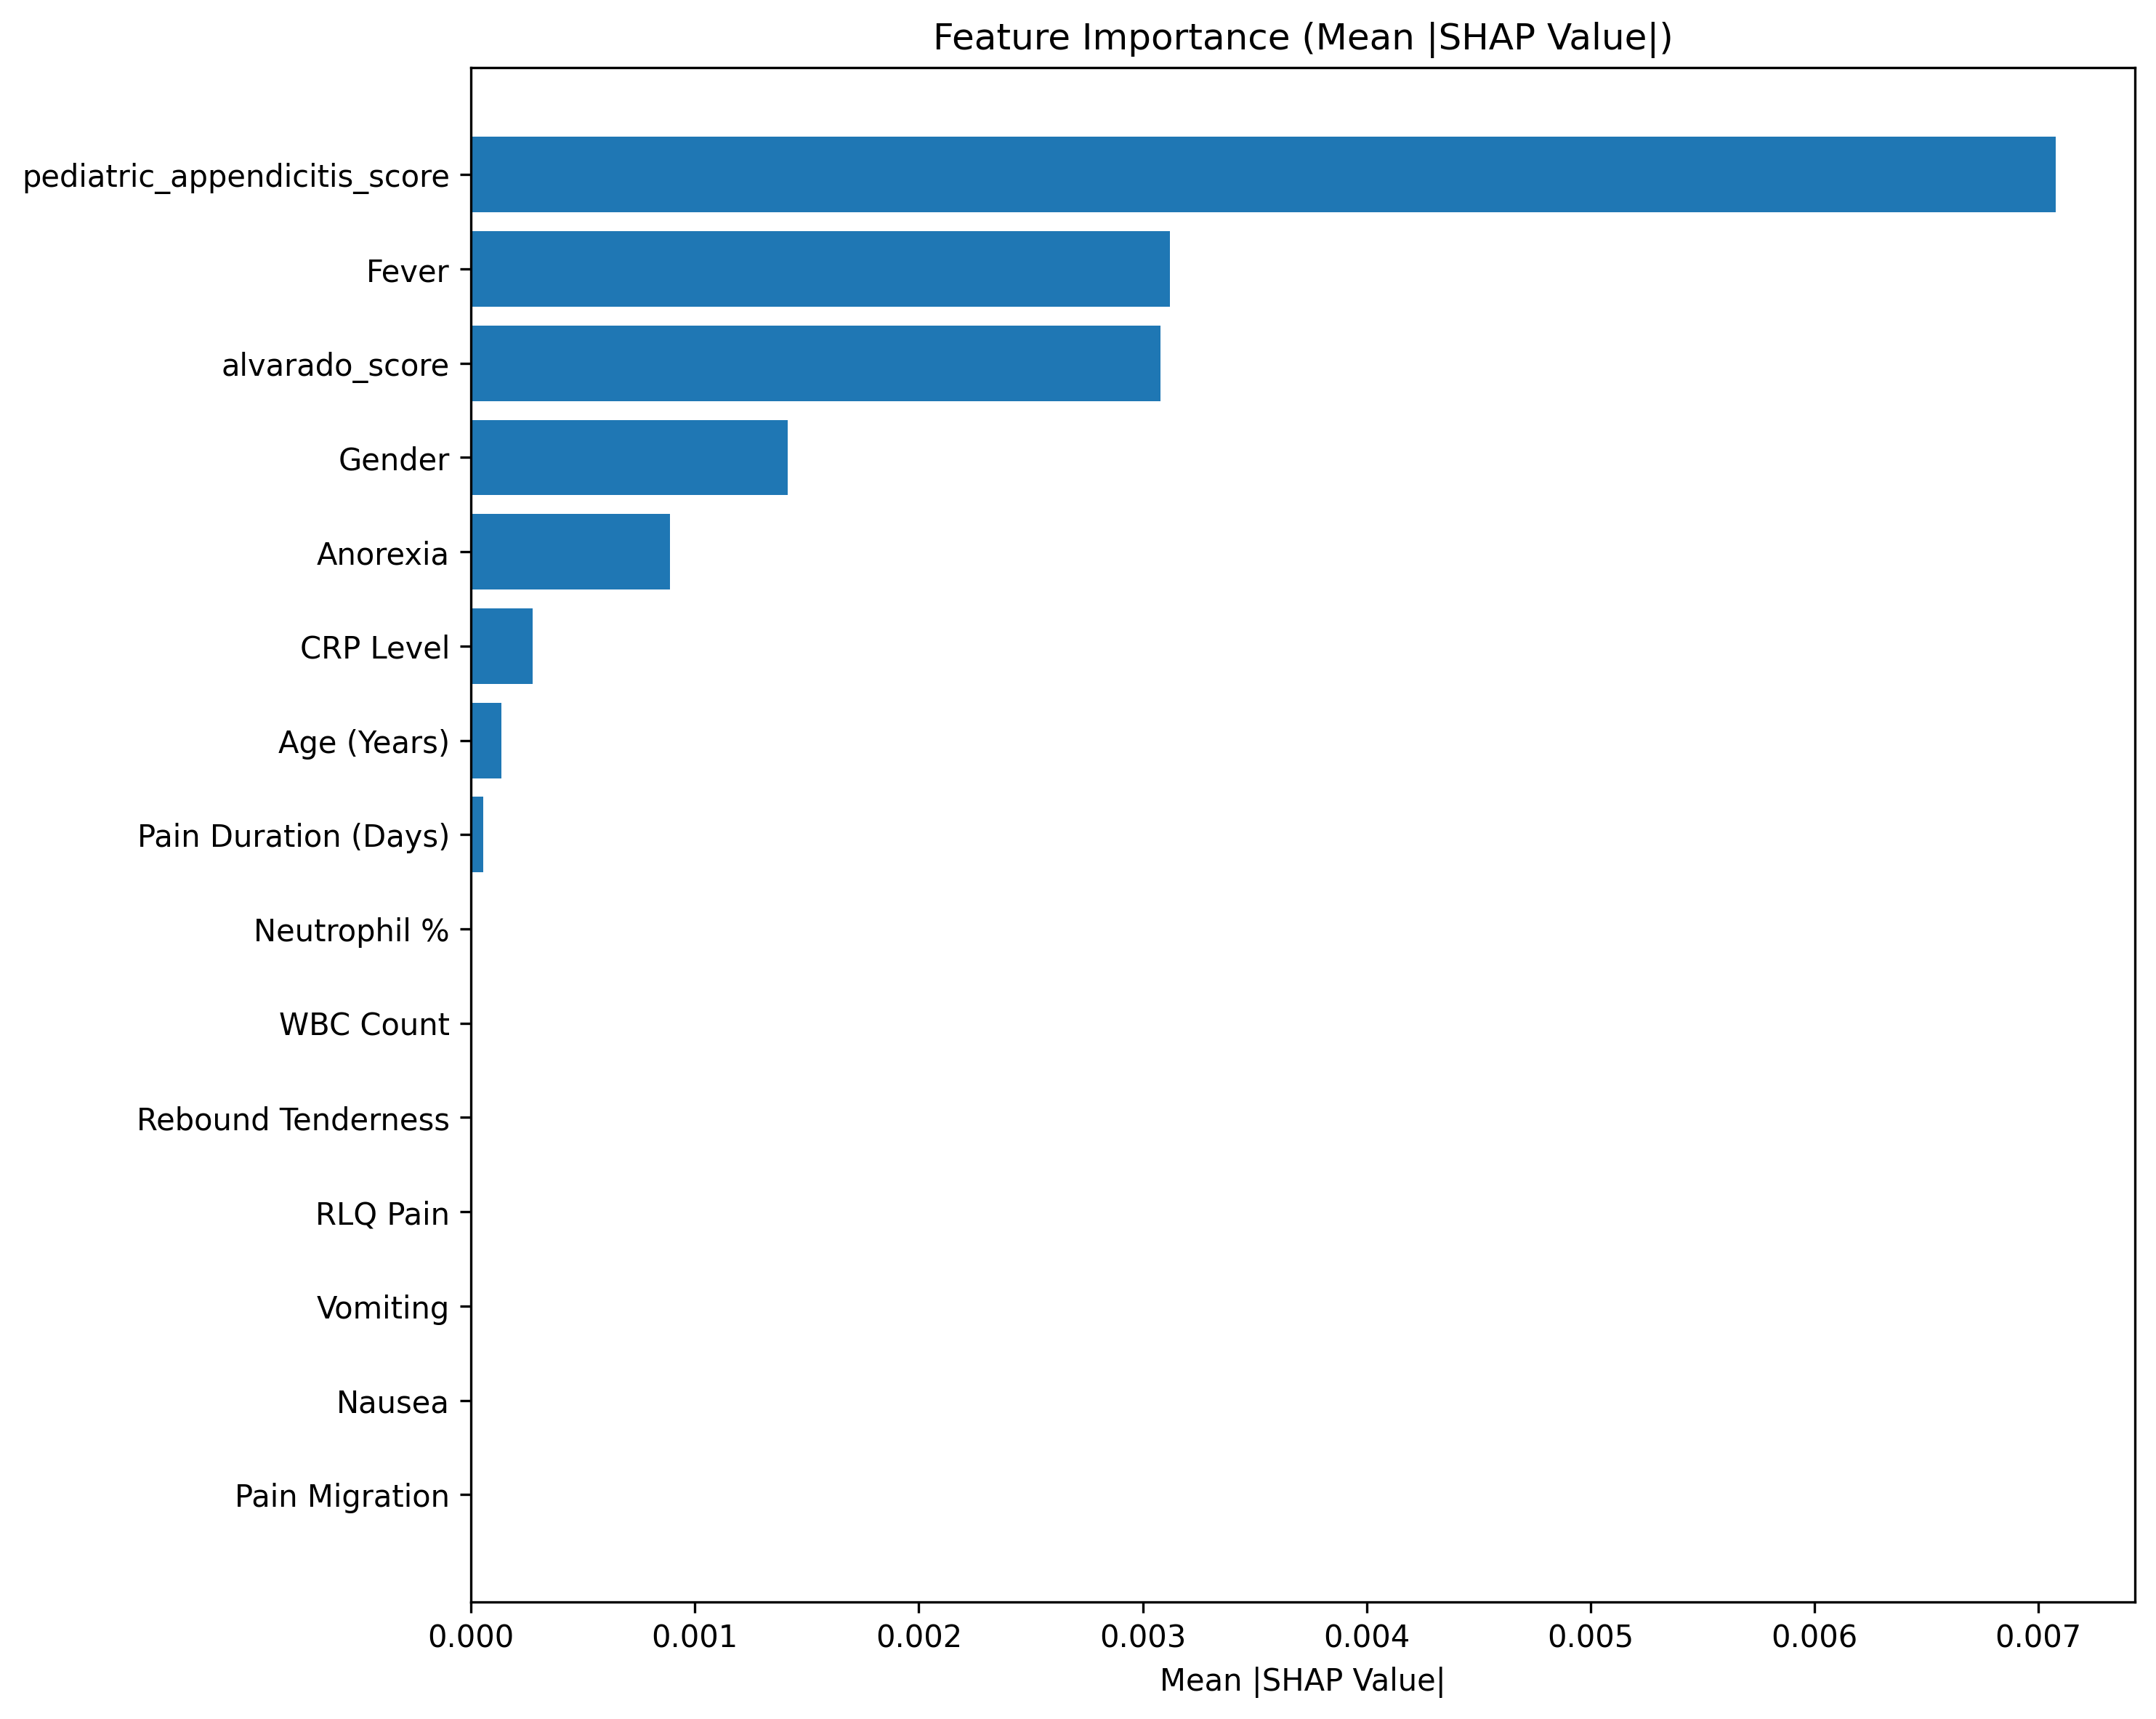 Feature Importance (Mean |SHAP Value|)
pediatric_appendicitis_score
Fever
alvarado_score
Gender
Anorexia
CRP Level
Age (Years)
Pain Duration (Days)
Neutrophil %
WBC Count
Rebound Tenderness
RLQ Pain
Vomiting
Nausea
Pain Migration
0.000 0.001 0.002 0.003 0.004 0.005 0.006 0.007
Mean |SHAP Value|